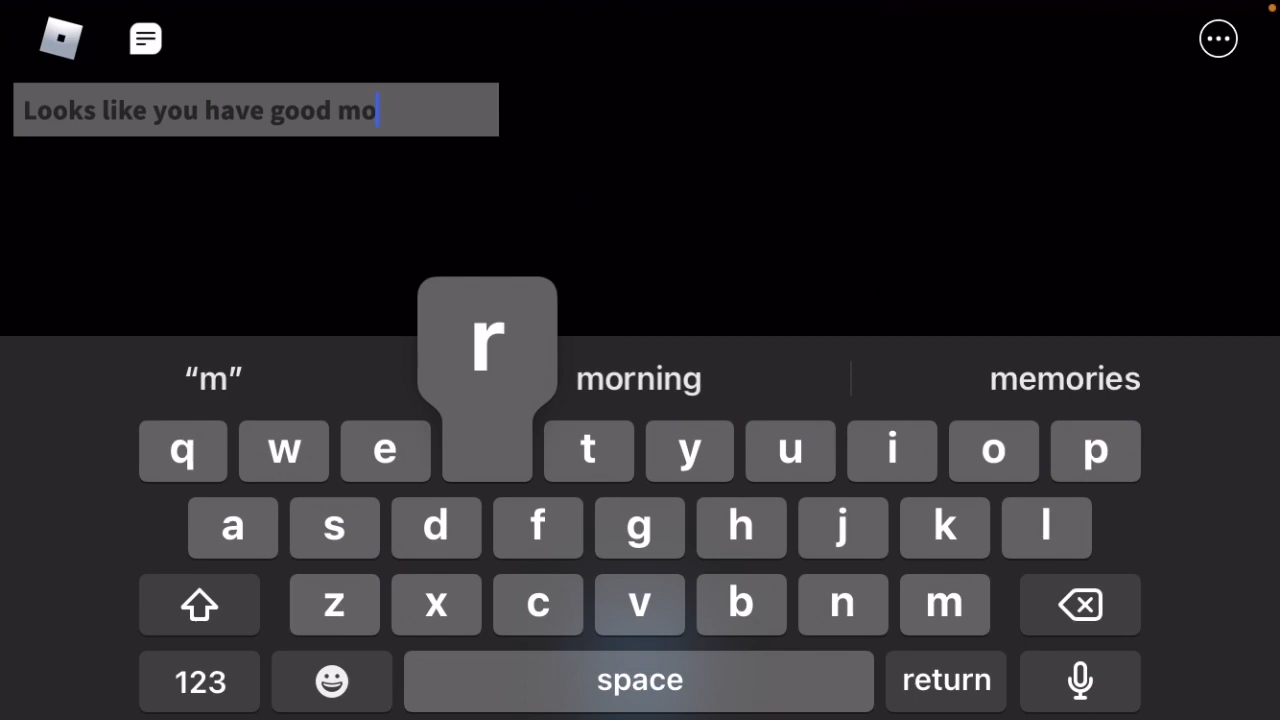 Looks like you have good mo
r
“m” morning memories
q w e t y u i o p
a s d f g h j k l
z x c v b n m
123 space return